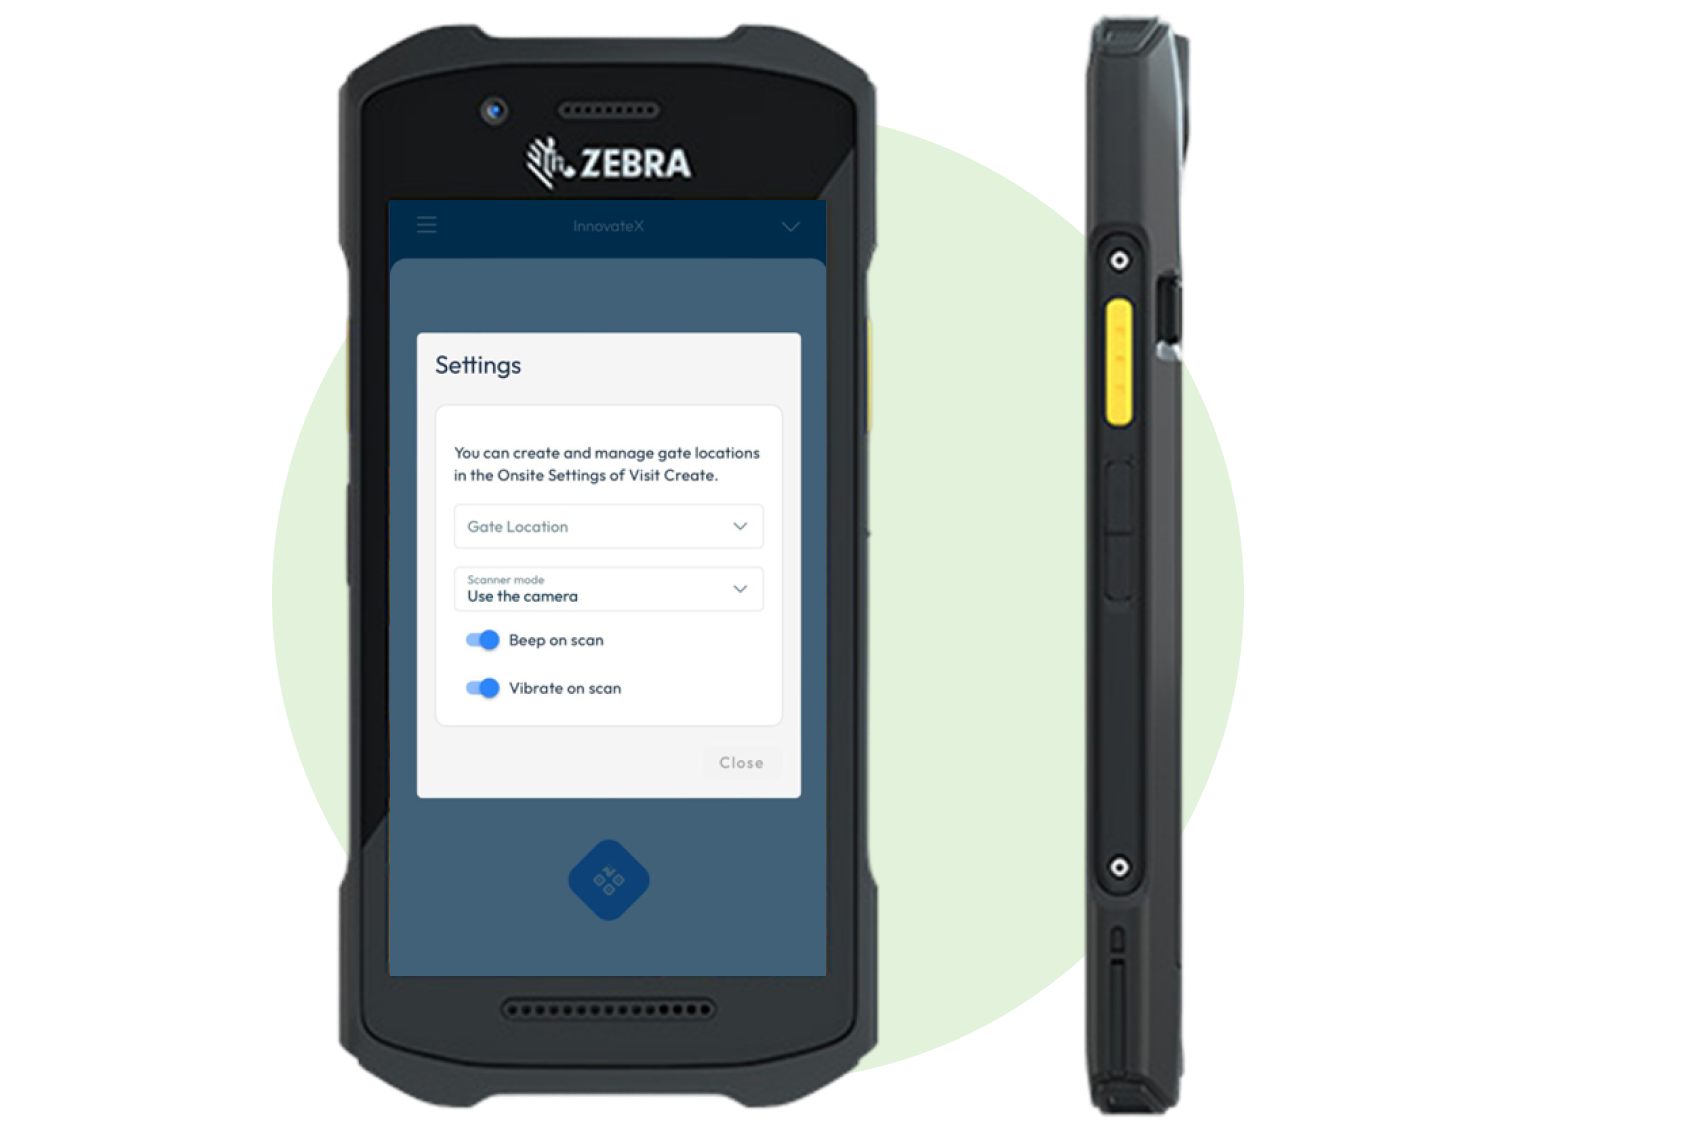 ZEBRA
InnovateX
Settings
You can create and manage gate locations
in the Onsite Settings of Visit Create.
Gate Location
Scanner mode
Use the camera
Beep on scan
Vibrate on scan
Close